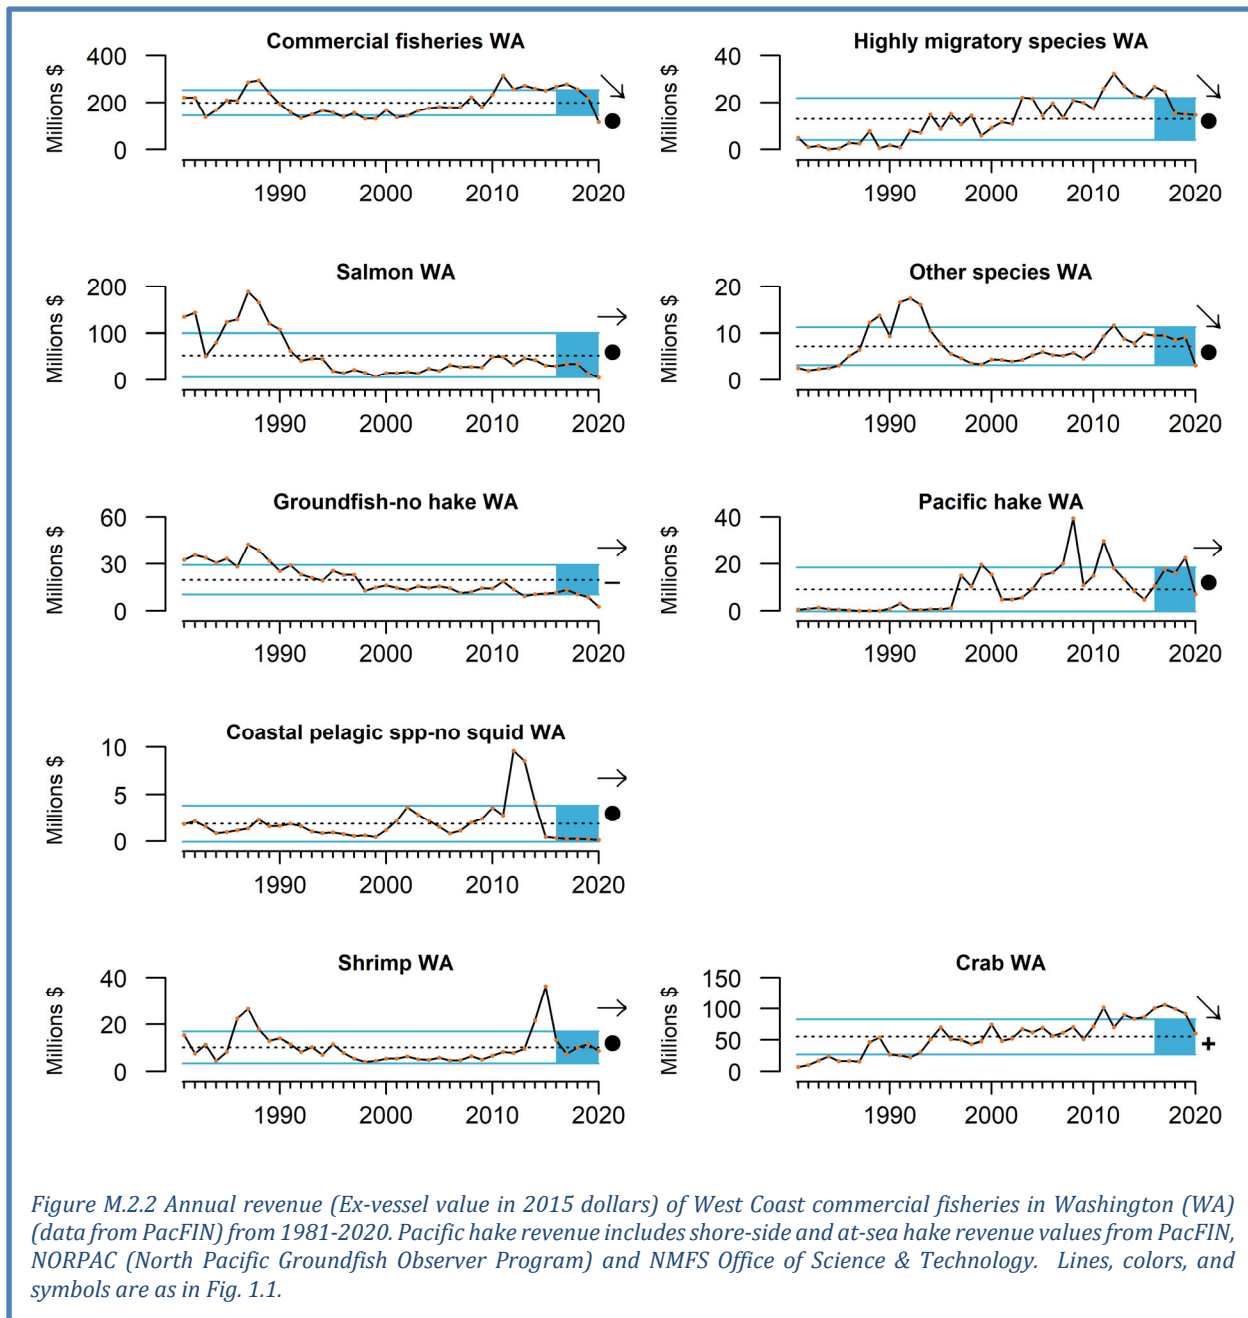 Commercial fisheries WA
Millions $
400
200
0
1990 2000 2010 2020
Highly migratory species WA
Millions $
40
20
0
1990 2000 2010 2020
Salmon WA
Millions $
200
100
0
1990 2000 2010 2020
Other species WA
Millions $
20
10
0
1990 2000 2010 2020
Groundfish-no hake WA
Millions $
60
30
0
1990 2000 2010 2020
Pacific hake WA
Millions $
40
20
0
1990 2000 2010 2020
Coastal pelagic spp-no squid WA
Millions $
10
5
0
1990 2000 2010 2020
Shrimp WA
Millions $
40
20
0
1990 2000 2010 2020
Crab WA
Millions $
150
100
50
0
1990 2000 2010 2020
Figure M.2.2 Annual revenue (Ex-vessel value in 2015 dollars) of West Coast commercial fisheries in Washington (WA)
(data from PacFIN) from 1981-2020. Pacific hake revenue includes shore-side and at-sea hake revenue values from PacFIN,
NORPAC (North Pacific Groundfish Observer Program) and NMFS Office of Science & Technology. Lines, colors, and
symbols are as in Fig. 1.1.